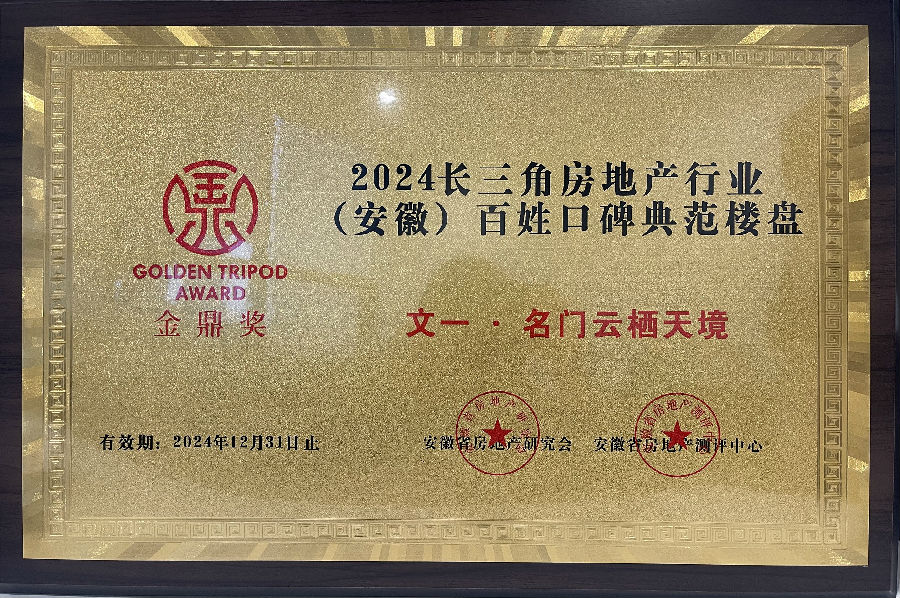 GOLDEN TRIPOD
AWARD
金鼎奖
2024长三角房地产行业
(安徽)百姓口碑典范楼盘
文一·名门云栖天境
有效期:2024年12月31日止
安徽省房地产研究会 安徽省房地产测评中心